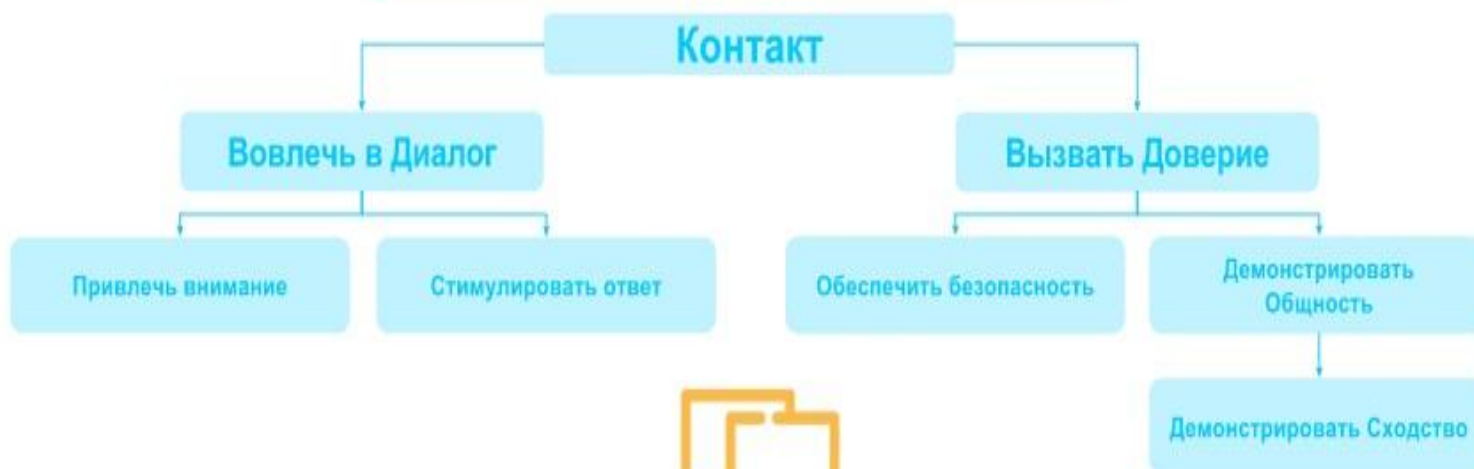 Контакт
Вовлечь в Диалог
Вызвать Доверие
Привлечь внимание
Стимулировать ответ
Обеспечить безопасность
Демонстрировать
Общность
Демонстрировать Сходство